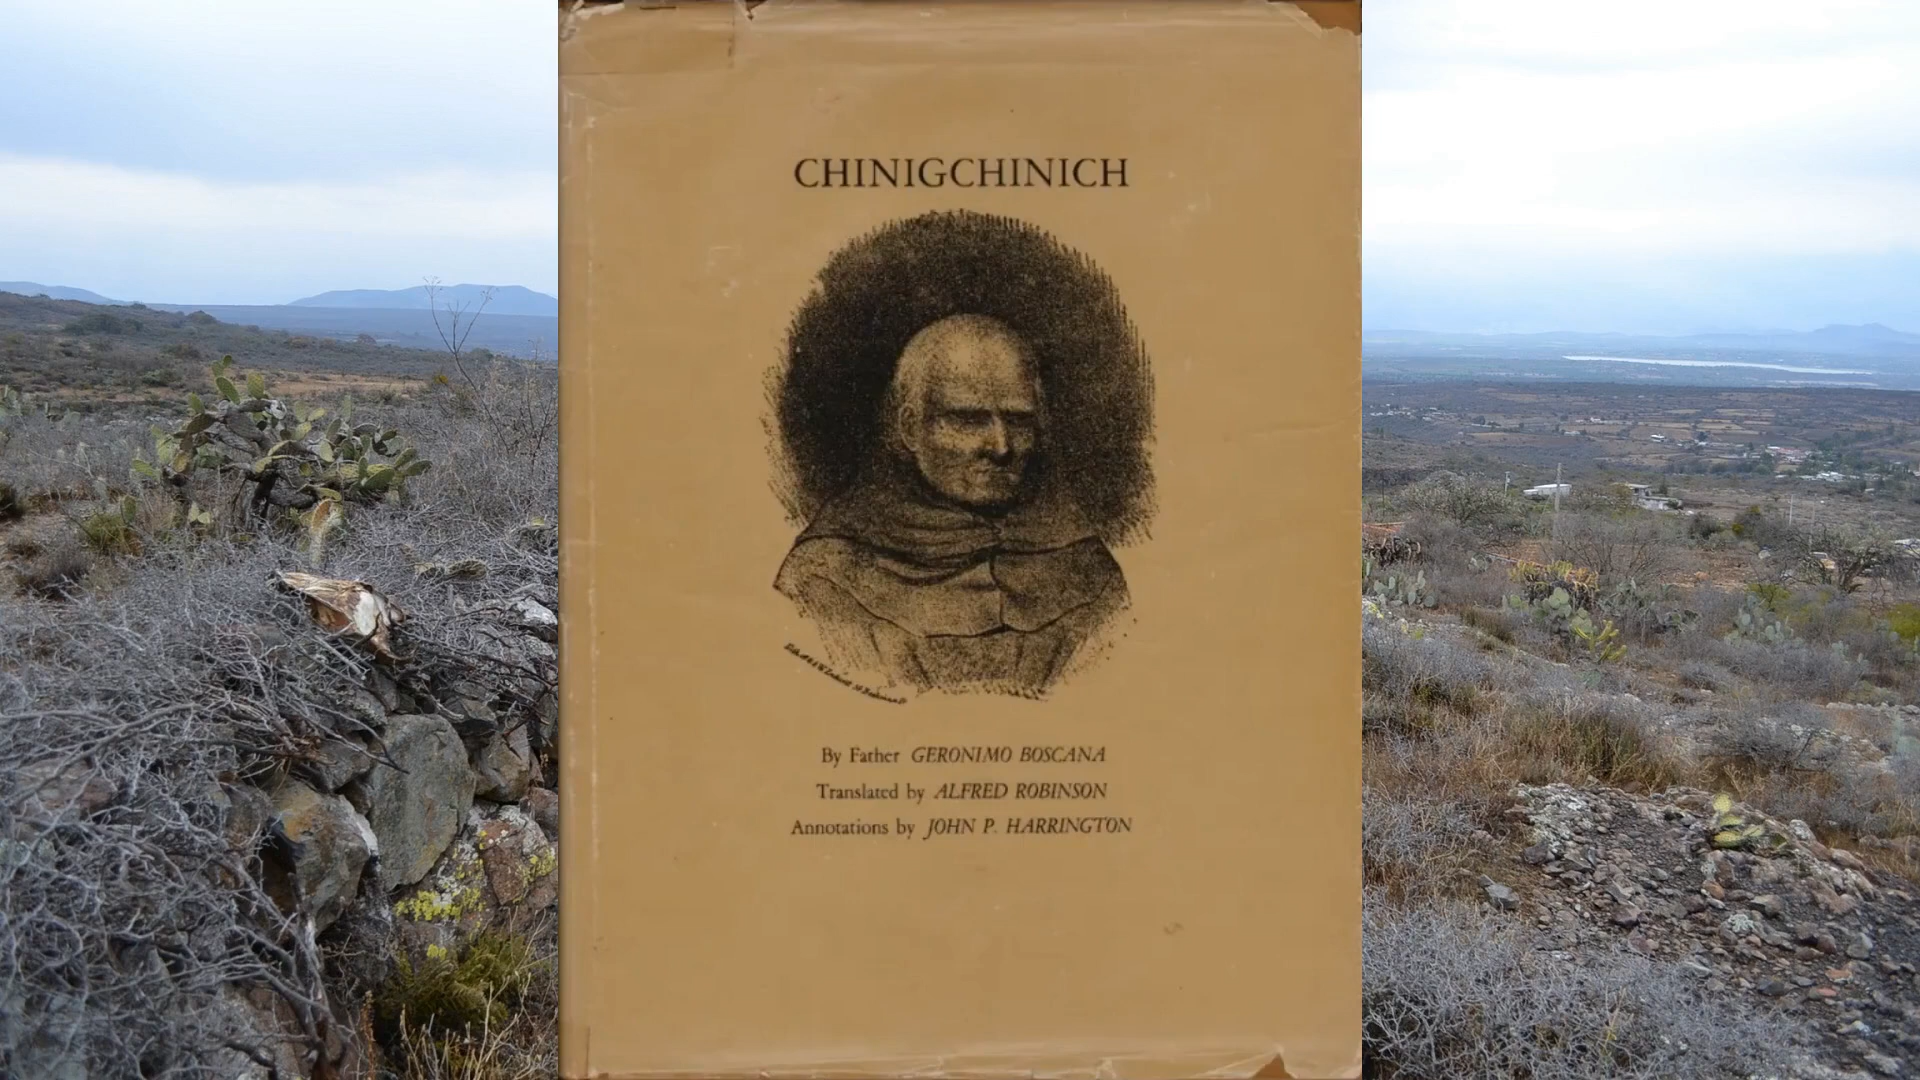 CHINIGCHINICH
By Father GERONIMO BOSCANA
Translated by ALFRED ROBINSON
Annotations by JOHN P. HARRINGTON